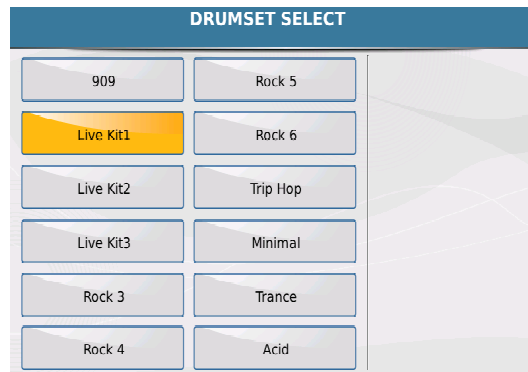 DRUMSET SELECT
909
Rock 5
Live Kit1
Rock 6
Live Kit2
Trip Hop
Live Kit3
Minimal
Rock 3
Trance
Rock 4
Acid